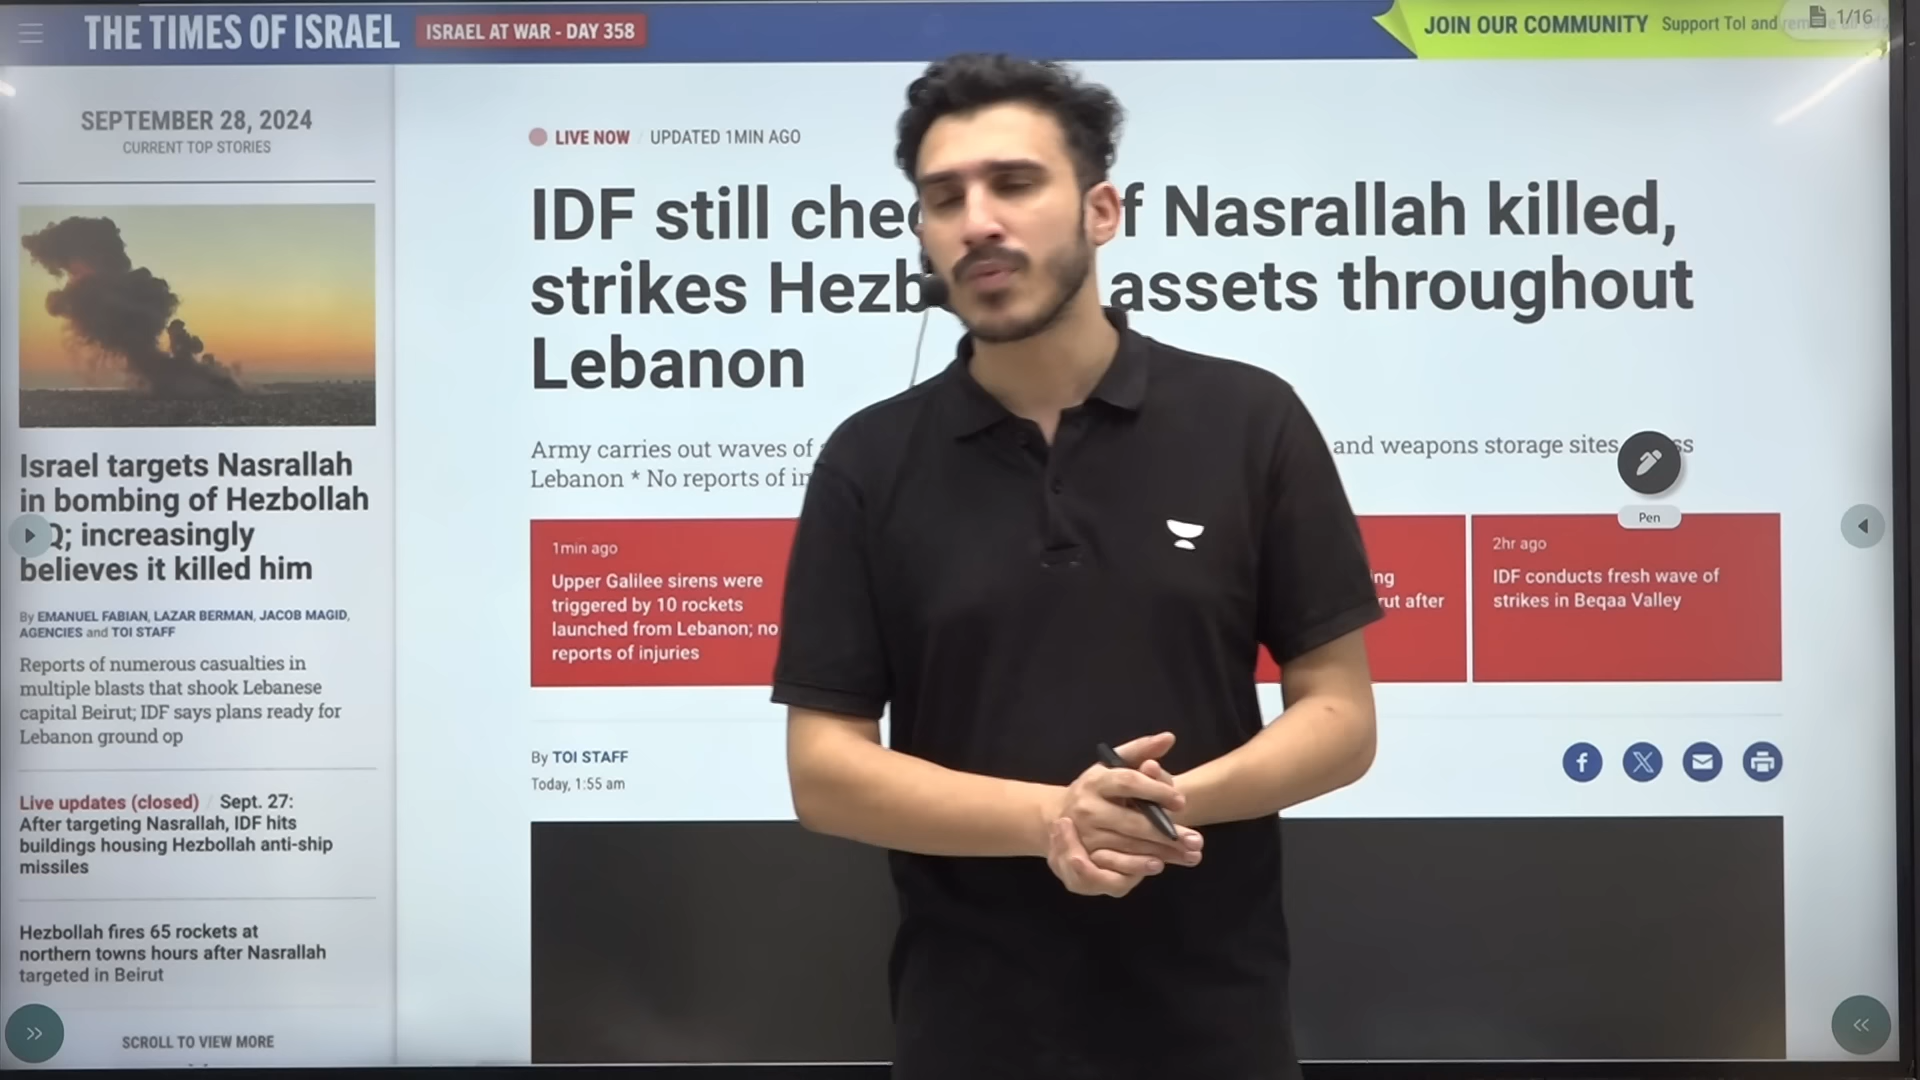 THE TIMES OF ISRAEL
ISRAEL AT WAR - DAY 358
JOIN OUR COMMUNITY
Support ToI and
1/16
SEPTEMBER 28, 2024
CURRENT TOP STORIES
Israel targets Nasrallah
in bombing of Hezbollah
Q; increasingly
believes it killed him
By EMANUEL FABIAN, LAZAR BERMAN, JACOB MAGID,
AGENCIES and TOI STAFF
Reports of numerous casualties in
multiple blasts that shook Lebanese
capital Beirut; IDF says plans ready for
Lebanon ground op
Live updates (closed) / Sept. 27:
After targeting Nasrallah, IDF hits
buildings housing Hezbollah anti-ship
missiles
Hezbollah fires 65 rockets at
northern towns hours after Nasrallah
targeted in Beirut
SCROLL TO VIEW MORE
LIVE NOW / UPDATED 1MIN AGO
IDF still che f Nasrallah killed,
strikes Hezb assets throughout
Lebanon
Army carries out waves of and weapons storage sites ss
Lebanon * No reports of in
Pen
1min ago
Upper Galilee sirens were
triggered by 10 rockets
launched from Lebanon; no
reports of injuries
ng
rut after
2hr ago
IDF conducts fresh wave of
strikes in Beqaa Valley
By TOI STAFF
Today, 1:55 am